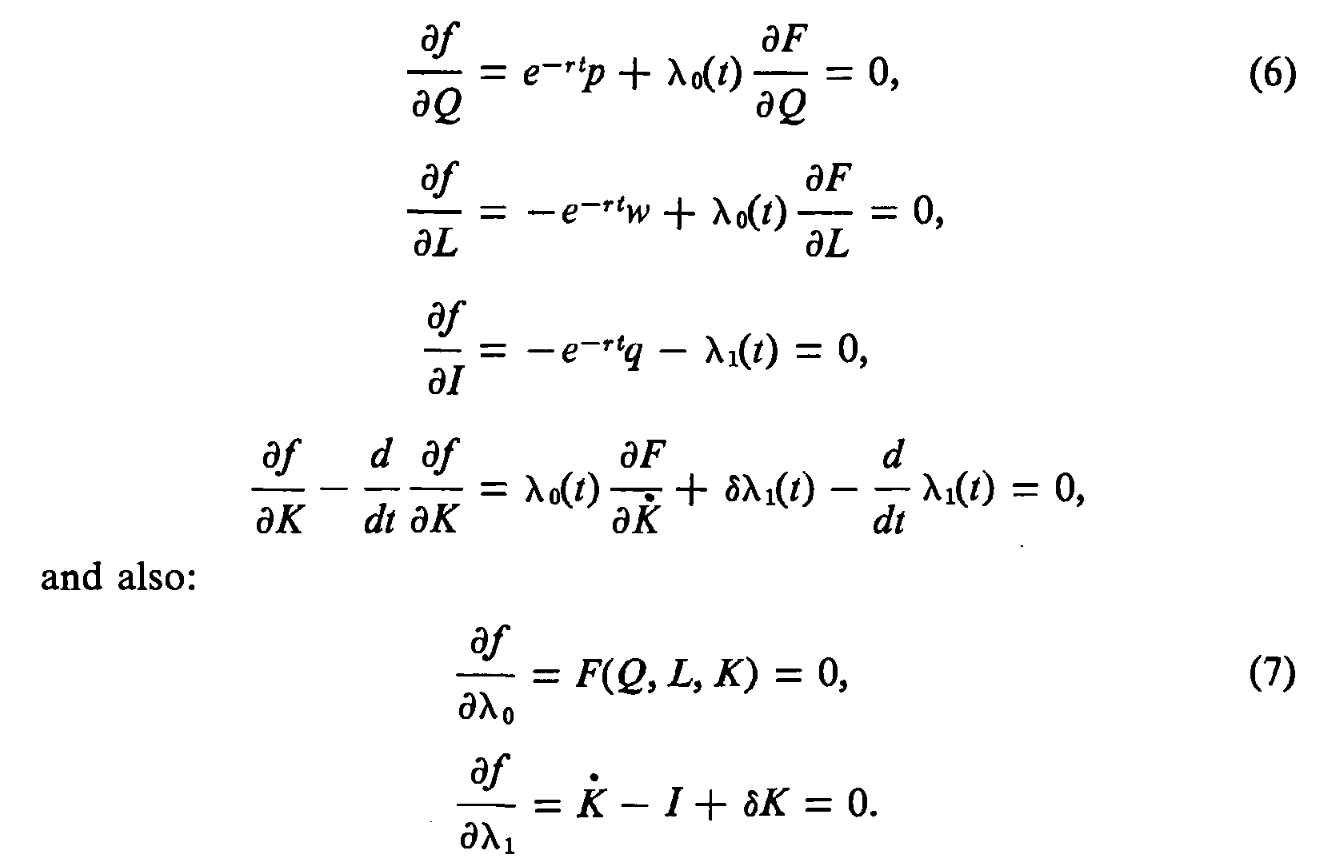 ∂f/∂Q = e^{-rt}p + λ₀(t) ∂F/∂Q = 0, (6)
∂f/∂L = −e^{-rt}w + λ₀(t) ∂F/∂L = 0,
∂f/∂I = −e^{-rt}q − λ₁(t) = 0,
∂f/∂K − d/dt ∂f/∂K = λ₀(t) ∂F/∂K̇ + δλ₁(t) − d/dt λ₁(t) = 0,
and also:
∂f/∂λ₀ = F(Q, L, K) = 0, (7)
∂f/∂λ₁ = K̇ − I + δK = 0.